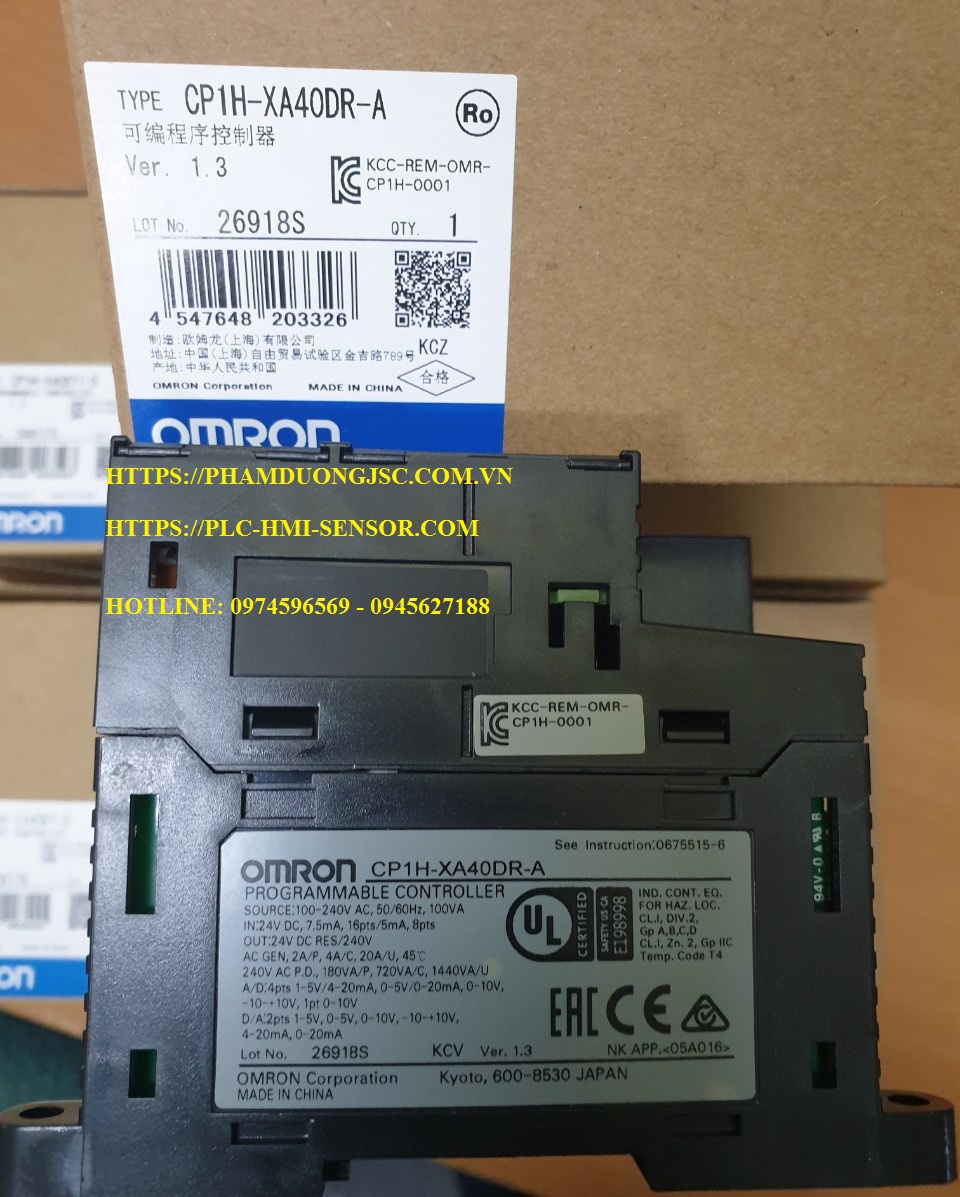 TYPE CP1H-XA40DR-A
Ro
可编程序控制器
Ver. 1.3
KCC-REM-OMR-
CP1H-0001
LOT No. 26918S QTY. 1
4 547648 203326
制造:欧姆龙(上海)有限公司
地址:中国(上海)自由贸易试验区金吉路789号
KCZ
产地:中华人民共和国
合格
OMRON Corporation MADE IN CHINA
OMRON
HTTPS://PHAMDUONGJSC.COM.VN
HTTPS://PLC-HMI-SENSOR.COM
HOTLINE: 0974596569 - 0945627188
KCC-REM-OMR-
CP1H-0001
94V-0
See Instruction:0675515-6
OMRON CP1H-XA40DR-A
PROGRAMMABLE CONTROLLER
SOURCE:100-240V AC, 50/60Hz, 100VA
IN:24V DC, 7.5mA, 16pts/5mA, 8pts
OUT:24V DC RES/240V
AC GEN, 2A/P, 4A/C, 20A/U, 45℃
240V AC P.D., 180VA/P, 720VA/C, 1440VA/U
A/D:4pts 1-5V/4-20mA, 0-5V/0-20mA, 0-10V,
-10-+10V, 1pt 0-10V
D/A:2pts 1-5V, 0-5V, 0-10V, -10-+10V,
4-20mA, 0-20mA
UL CERTIFIED
SAFETY US-CA
E198998
IND. CONT. EQ.
FOR HAZ. LOC.
CL.I, DIV.2,
Gp A,B,C,D
CL.I, Zn. 2, Gp IIC
Temp. Code T4
EAC CE
Lot No. 26918S KCV Ver. 1.3 NK APP.<05A016>
OMRON Corporation Kyoto, 600-8530 JAPAN
MADE IN CHINA
OMRON